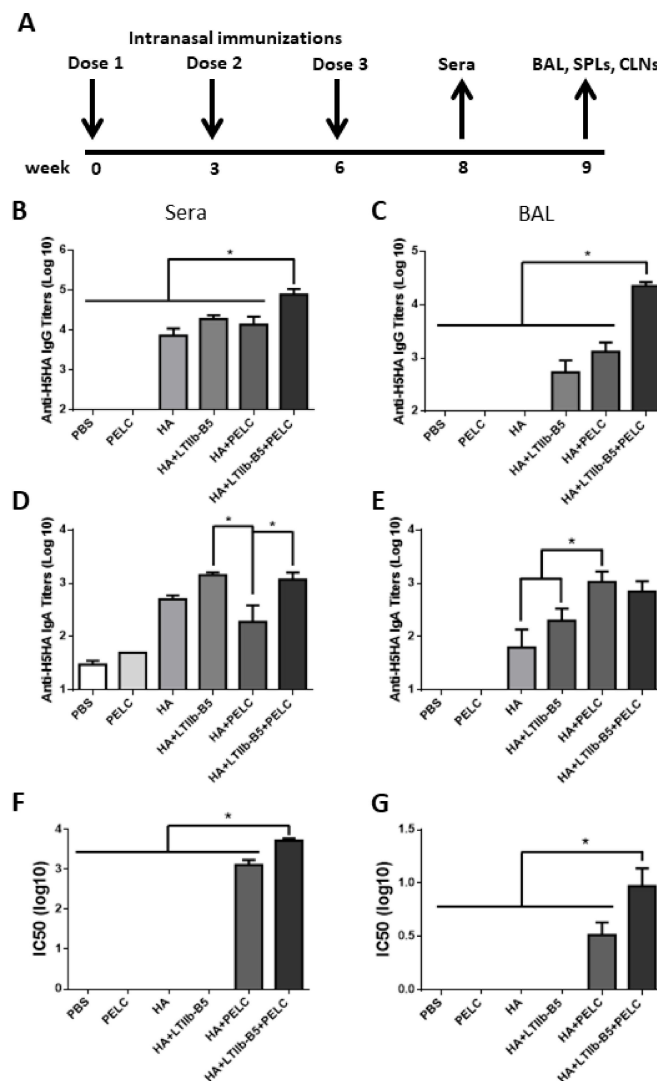 A
Intranasal immunizations
Dose 1 Dose 2 Dose 3 Sera BAL, SPLs, CLNs
week 0 3 6 8 9
B Sera
Anti-H5HA IgG Titers (Log 10)
6
5
4
3
2
*
PBS PELC HA HA+LTIIb-B5 HA+PELC HA+LTIIb-B5+PELC
C BAL
Anti-H5HA IgG Titers (Log 10)
5
4
3
2
*
PBS PELC HA HA+LTIIb-B5 HA+PELC HA+LTIIb-B5+PELC
D
Anti-H5HA IgA Titers (Log 10)
4
3
2
1
* *
PBS PELC HA HA+LTIIb-B5 HA+PELC HA+LTIIb-B5+PELC
E
Anti-H5HA IgA Titers (Log 10)
4
3
2
1
*
PBS PELC HA HA+LTIIb-B5 HA+PELC HA+LTIIb-B5+PELC
F
IC50 (log10)
4
3
2
1
0
*
PBS PELC HA HA+LTIIb-B5 HA+PELC HA+LTIIb-B5+PELC
G
IC50 (log10)
1.5
1.0
0.5
0.0
*
PBS PELC HA HA+LTIIb-B5 HA+PELC HA+LTIIb-B5+PELC